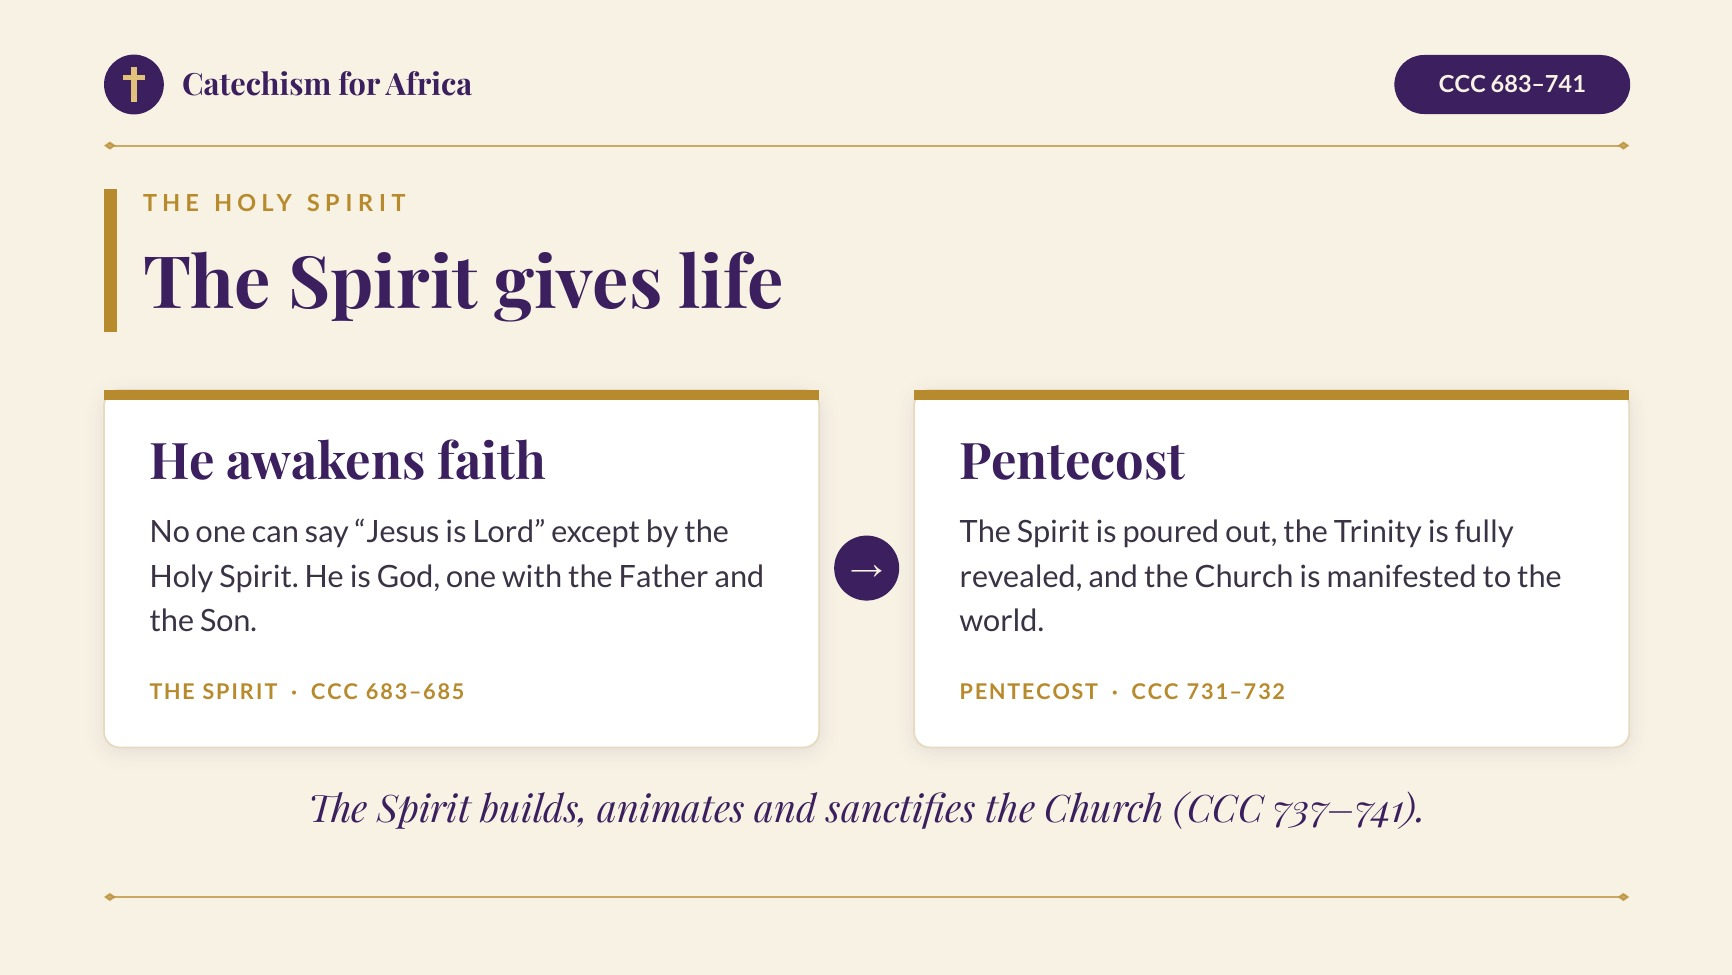 Catechism for Africa
CCC 683–741
THE HOLY SPIRIT
The Spirit gives life
He awakens faith
No one can say “Jesus is Lord” except by the
Holy Spirit. He is God, one with the Father and
the Son.
THE SPIRIT · CCC 683–685
→
Pentecost
The Spirit is poured out, the Trinity is fully
revealed, and the Church is manifested to the
world.
PENTECOST · CCC 731–732
The Spirit builds, animates and sanctifies the Church (CCC 737–741).